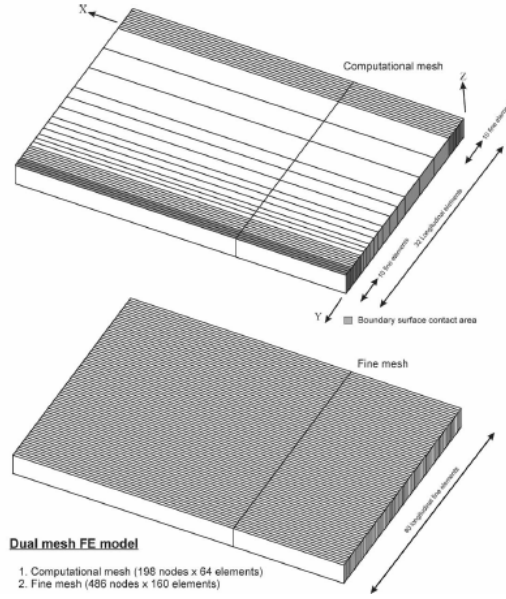 X
Computational mesh
Z
10 fine elements
32 Longitudinal elements
10 fine elements
Y
Boundary surface contact area
Fine mesh
80 longitudinal fine elements
Dual mesh FE model
1. Computational mesh (198 nodes x 64 elements)
2. Fine mesh (486 nodes x 160 elements)